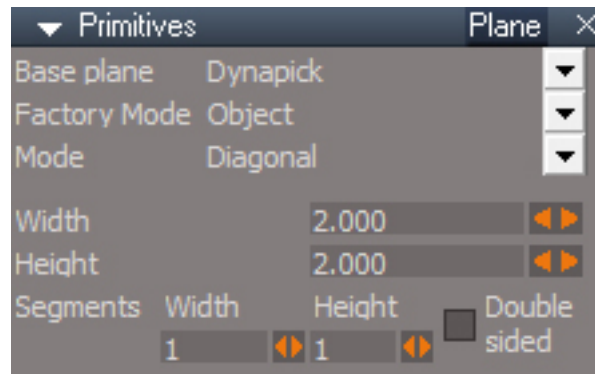 Primitives Plane
Base plane Dynapick
Factory Mode Object
Mode Diagonal
Width 2.000
Height 2.000
Segments Width Height Double
1 1 sided